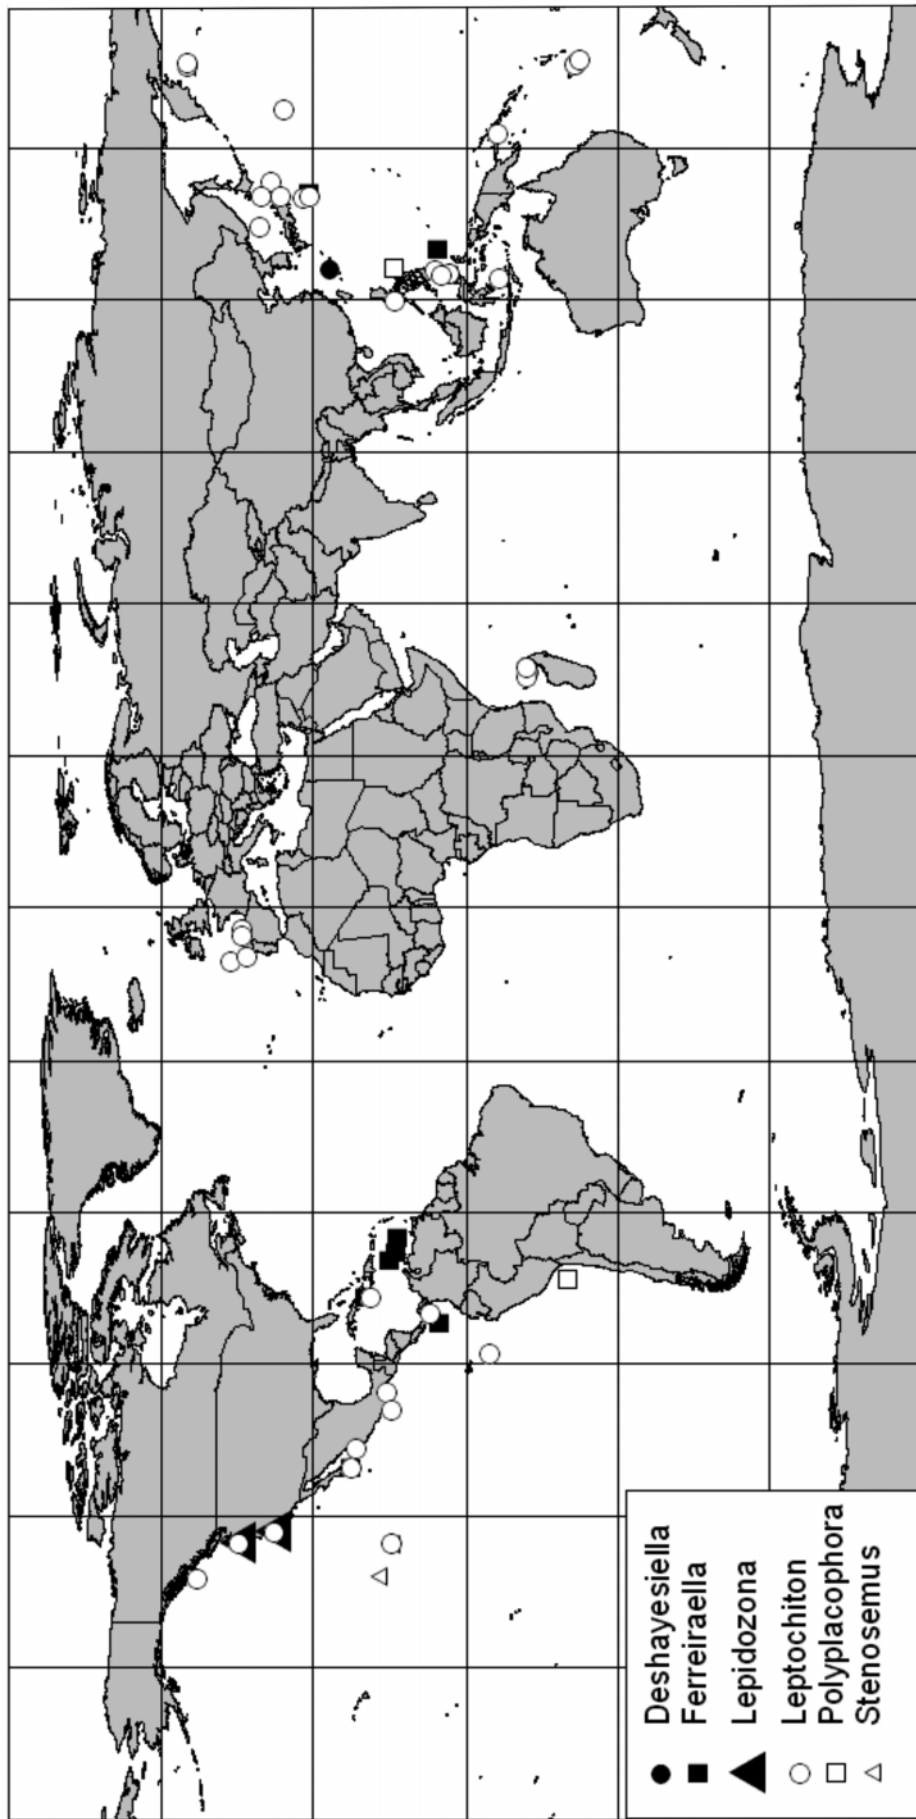 Deshayesiella
Ferreiraella
Lepidozona
Leptochiton
Polyplacophora
Stenosemus